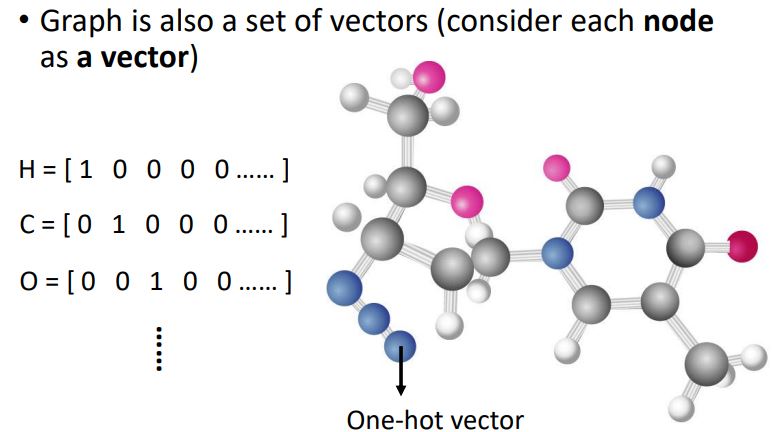 • Graph is also a set of vectors (consider each node
as a vector)
H = [ 1 0 0 0 0 …… ]
C = [ 0 1 0 0 0 …… ]
O = [ 0 0 1 0 0 …… ]
……
One-hot vector